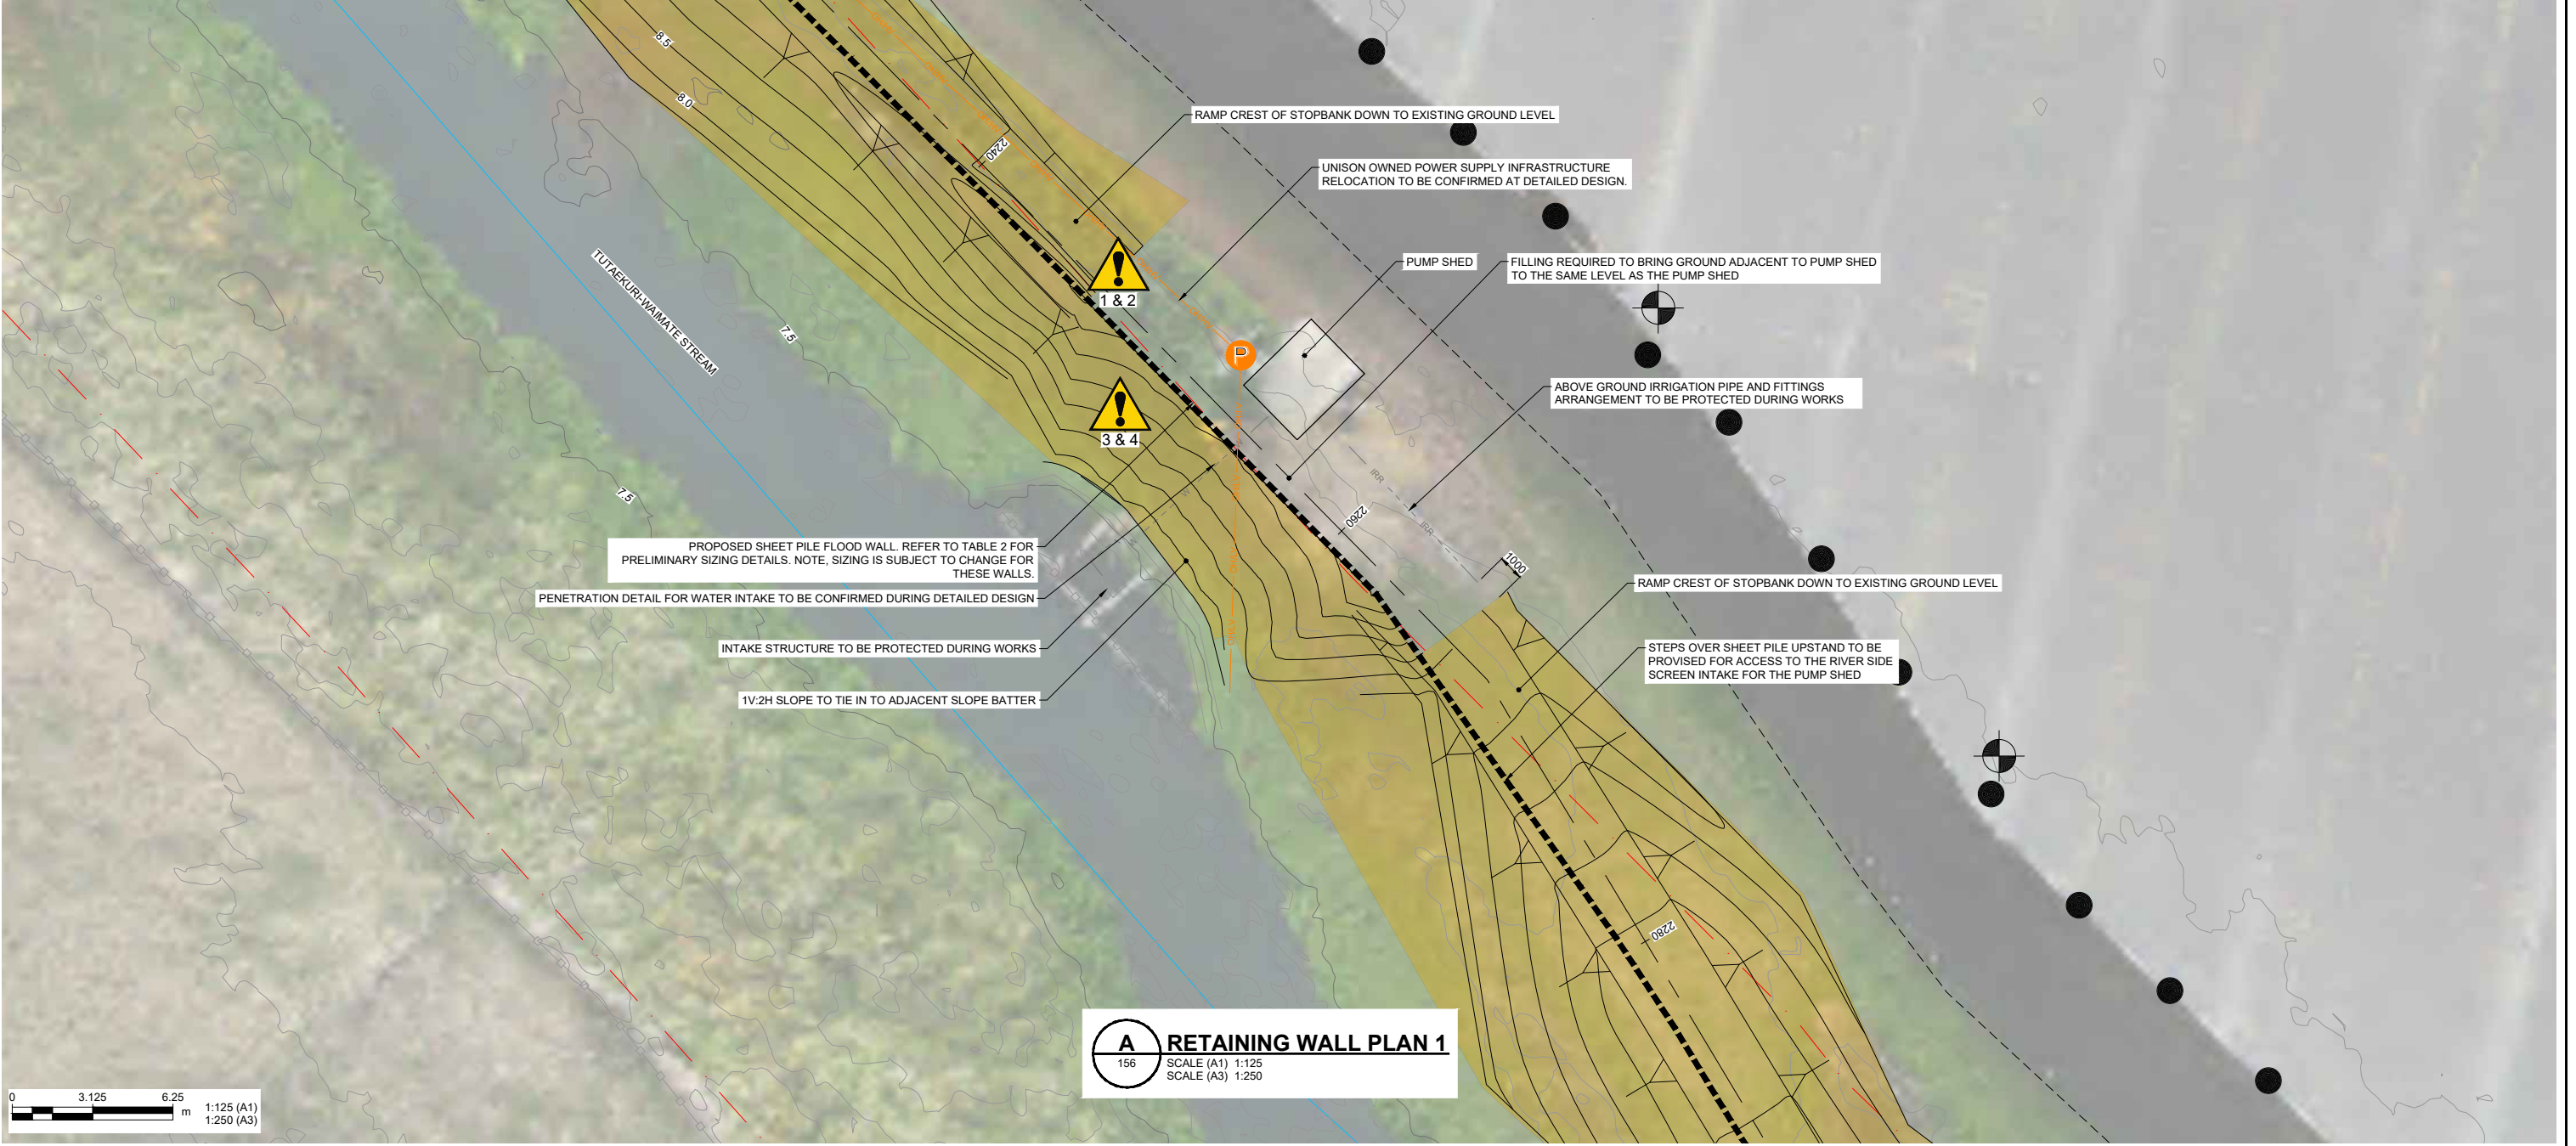 8.5
8.0
RAMP CREST OF STOPBANK DOWN TO EXISTING GROUND LEVEL
2240
UNISON OWNED POWER SUPPLY INFRASTRUCTURE
RELOCATION TO BE CONFIRMED AT DETAILED DESIGN.
TUTAEKURI-WAIMATE STREAM
PUMP SHED
FILLING REQUIRED TO BRING GROUND ADJACENT TO PUMP SHED
TO THE SAME LEVEL AS THE PUMP SHED
1 & 2
7.5
P
ABOVE GROUND IRRIGATION PIPE AND FITTINGS
ARRANGEMENT TO BE PROTECTED DURING WORKS
3 & 4
IRR
7.5
W
2260
IRR
PROPOSED SHEET PILE FLOOD WALL. REFER TO TABLE 2 FOR
PRELIMINARY SIZING DETAILS. NOTE, SIZING IS SUBJECT TO CHANGE FOR
THESE WALLS.
1000
RAMP CREST OF STOPBANK DOWN TO EXISTING GROUND LEVEL
PENETRATION DETAIL FOR WATER INTAKE TO BE CONFIRMED DURING DETAILED DESIGN
INTAKE STRUCTURE TO BE PROTECTED DURING WORKS
STEPS OVER SHEET PILE UPSTAND TO BE
PROVISED FOR ACCESS TO THE RIVER SIDE
SCREEN INTAKE FOR THE PUMP SHED
1V:2H SLOPE TO TIE IN TO ADJACENT SLOPE BATTER
2280
A
156
RETAINING WALL PLAN 1
SCALE (A1) 1:125
SCALE (A3) 1:250
0 3.125 6.25
m
1:125 (A1)
1:250 (A3)